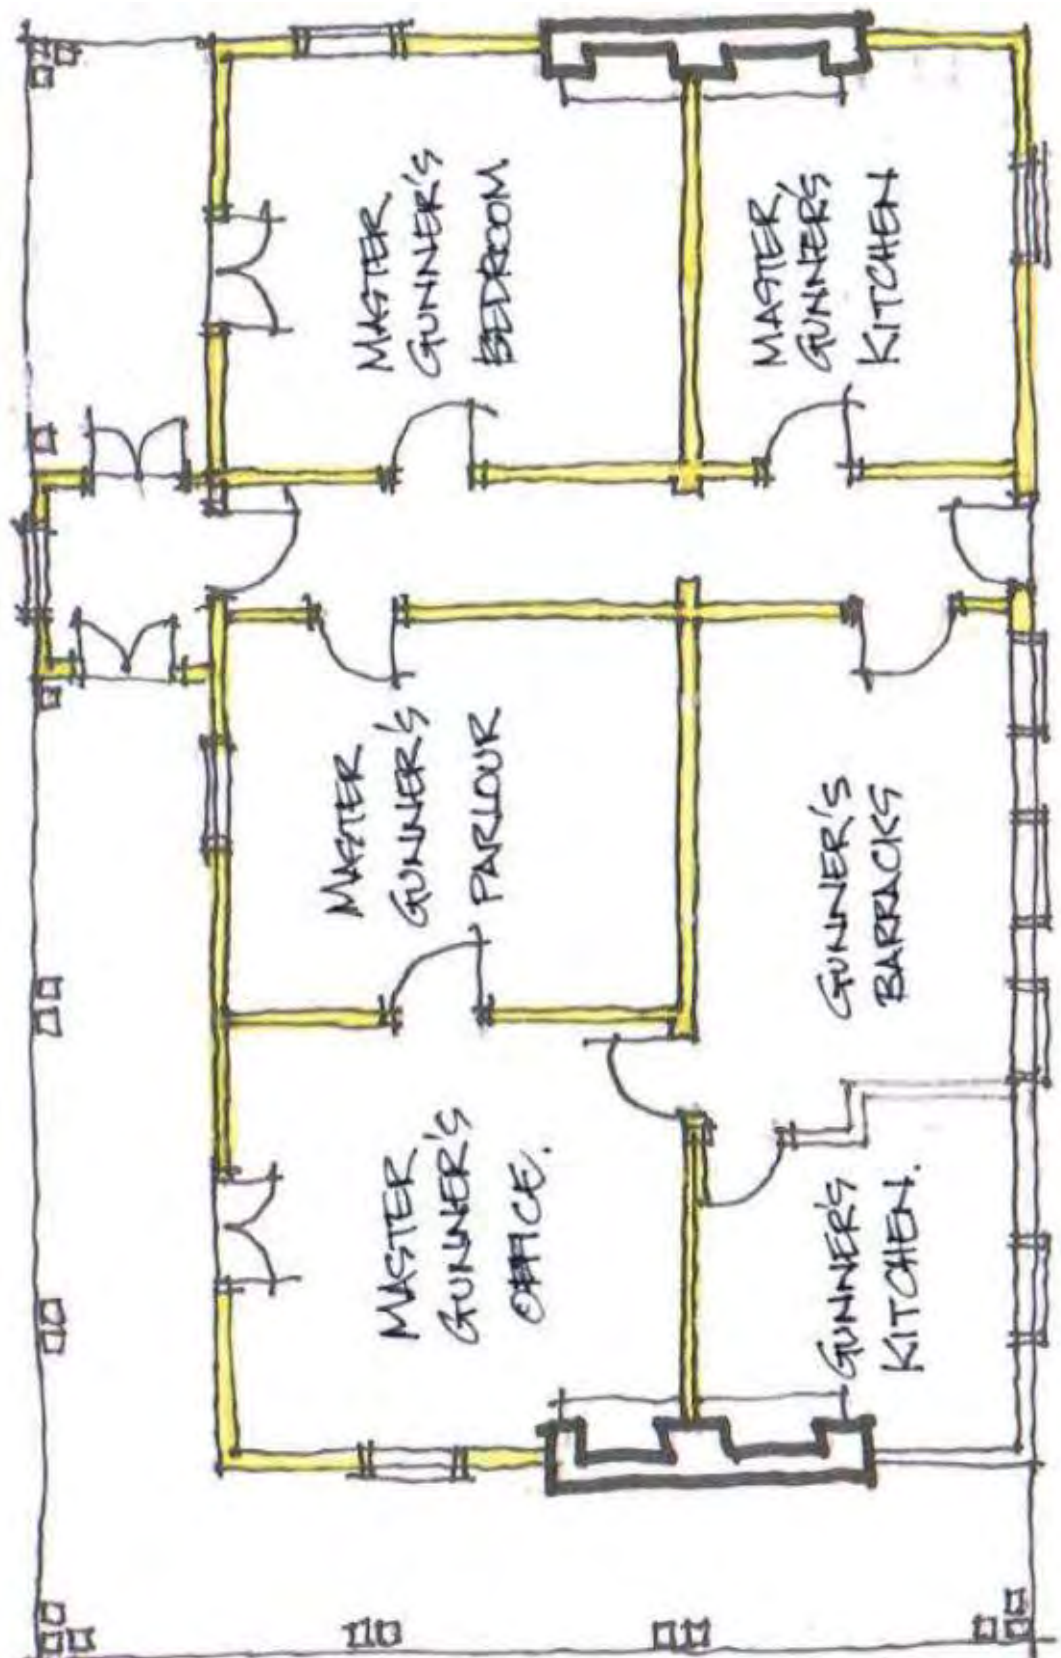 MASTER
GUNNER'S
OFFICE.
MASTER
GUNNER'S
PARLOUR
MASTER
GUNNER'S
BEDROOM
GUNNER'S
KITCHEN.
GUNNER'S
BARRACKS
MASTER
GUNNER'S
KITCHEN